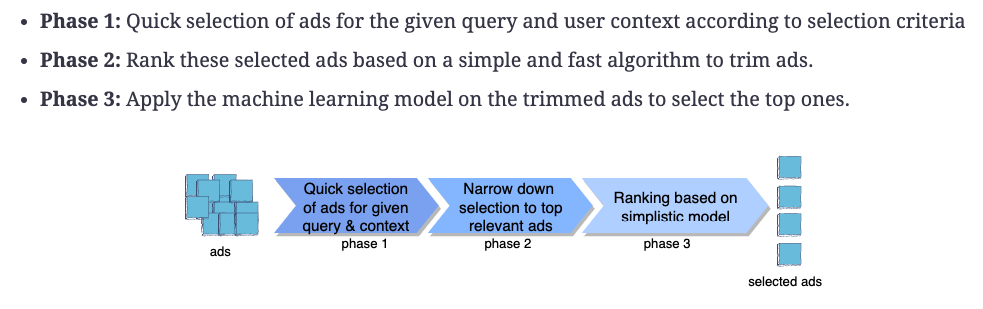 • Phase 1: Quick selection of ads for the given query and user context according to selection criteria
• Phase 2: Rank these selected ads based on a simple and fast algorithm to trim ads.
• Phase 3: Apply the machine learning model on the trimmed ads to select the top ones.
ads
Quick selection
of ads for given
query & context
phase 1
Narrow down
selection to top
relevant ads
phase 2
Ranking based on
simplistic model
phase 3
selected ads